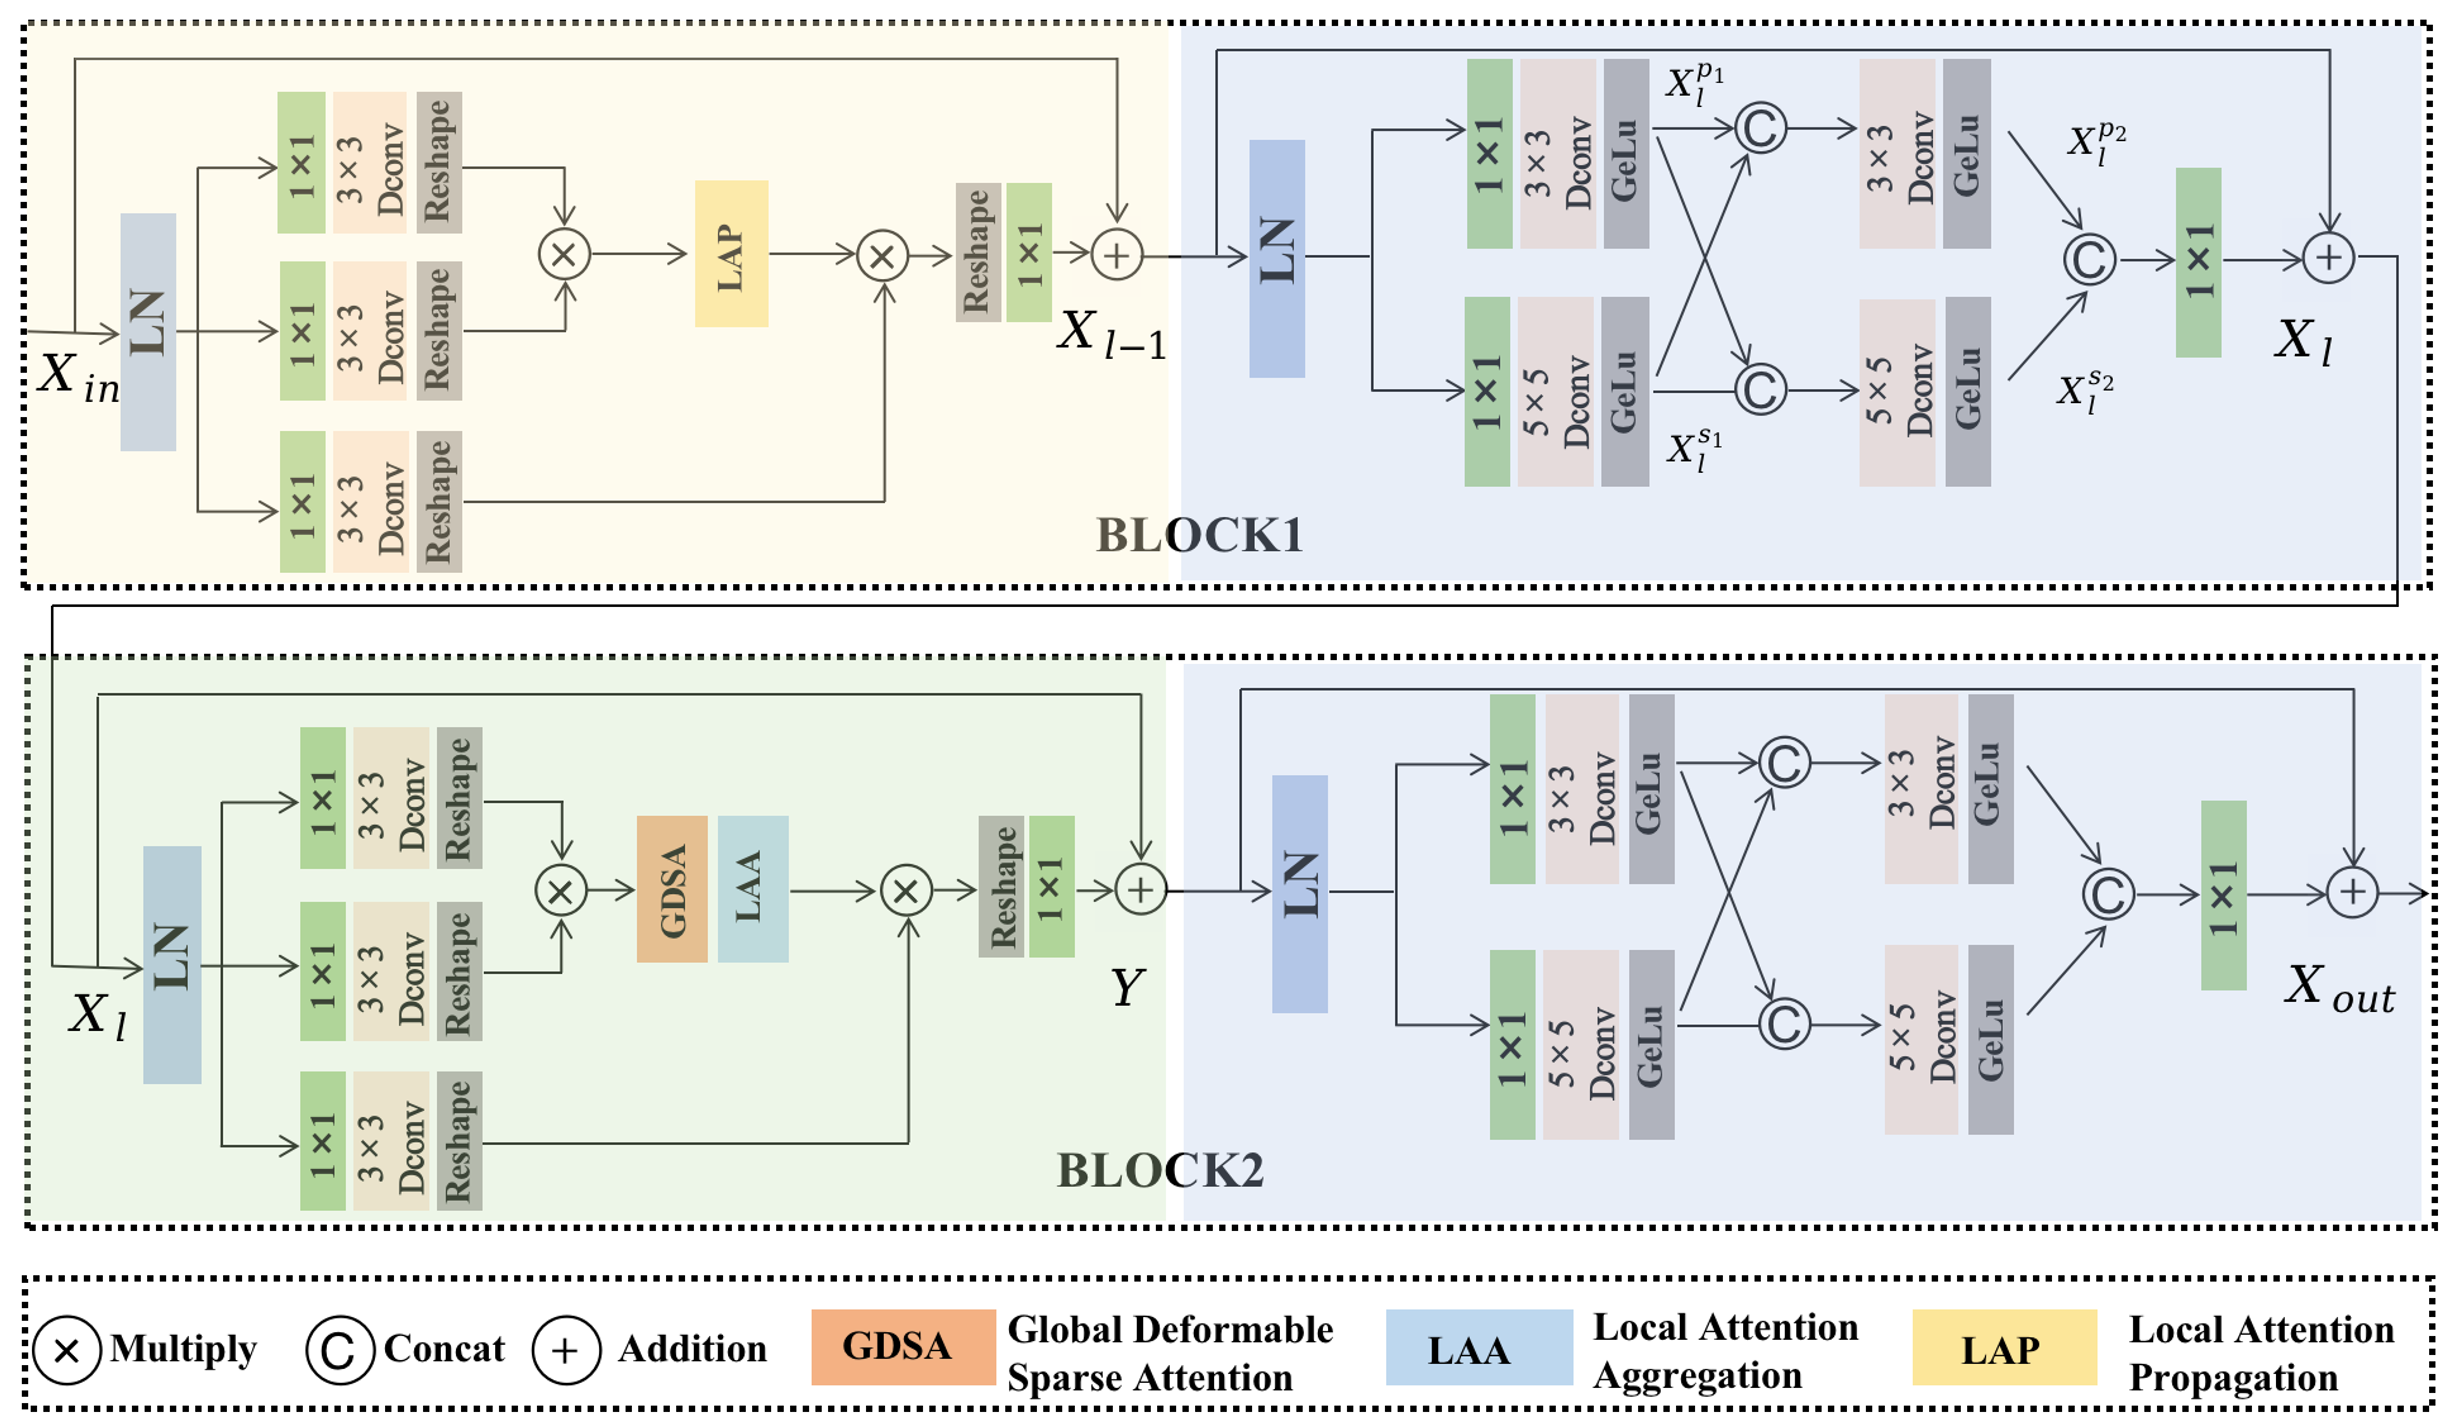 X_in
LN
1×1
3×3
Dconv
Reshape
1×1
3×3
Dconv
Reshape
1×1
3×3
Dconv
Reshape
×
LAP
×
Reshape
1×1
+
X_{l−1}
LN
1×1
3×3
Dconv
GeLu
1×1
5×5
Dconv
GeLu
X_l^{p_1}
X_l^{s_1}
C
C
3×3
Dconv
GeLu
5×5
Dconv
GeLu
X_l^{p_2}
X_l^{s_2}
C
1×1
+
X_l
BLOCK1
X_l
LN
1×1
3×3
Dconv
Reshape
1×1
3×3
Dconv
Reshape
1×1
3×3
Dconv
Reshape
×
GDSA
LAA
×
Reshape
1×1
+
Y
LN
1×1
3×3
Dconv
GeLu
1×1
5×5
Dconv
GeLu
C
C
3×3
Dconv
GeLu
5×5
Dconv
GeLu
C
1×1
+
X_out
BLOCK2
× Multiply
C Concat
+ Addition
GDSA
Global Deformable
Sparse Attention
LAA
Local Attention
Aggregation
LAP
Local Attention
Propagation